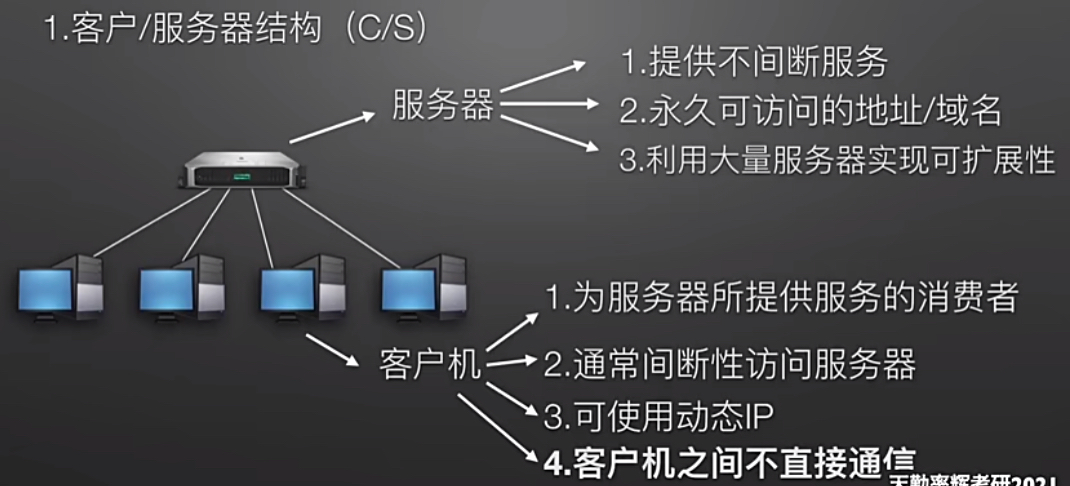 1.客户/服务器结构（C/S）
服务器
1.提供不间断服务
2.永久可访问的地址/域名
3.利用大量服务器实现可扩展性
客户机
1.为服务器所提供服务的消费者
2.通常间断性访问服务器
3.可使用动态IP
4.客户机之间不直接通信
天勤率辉考研2021